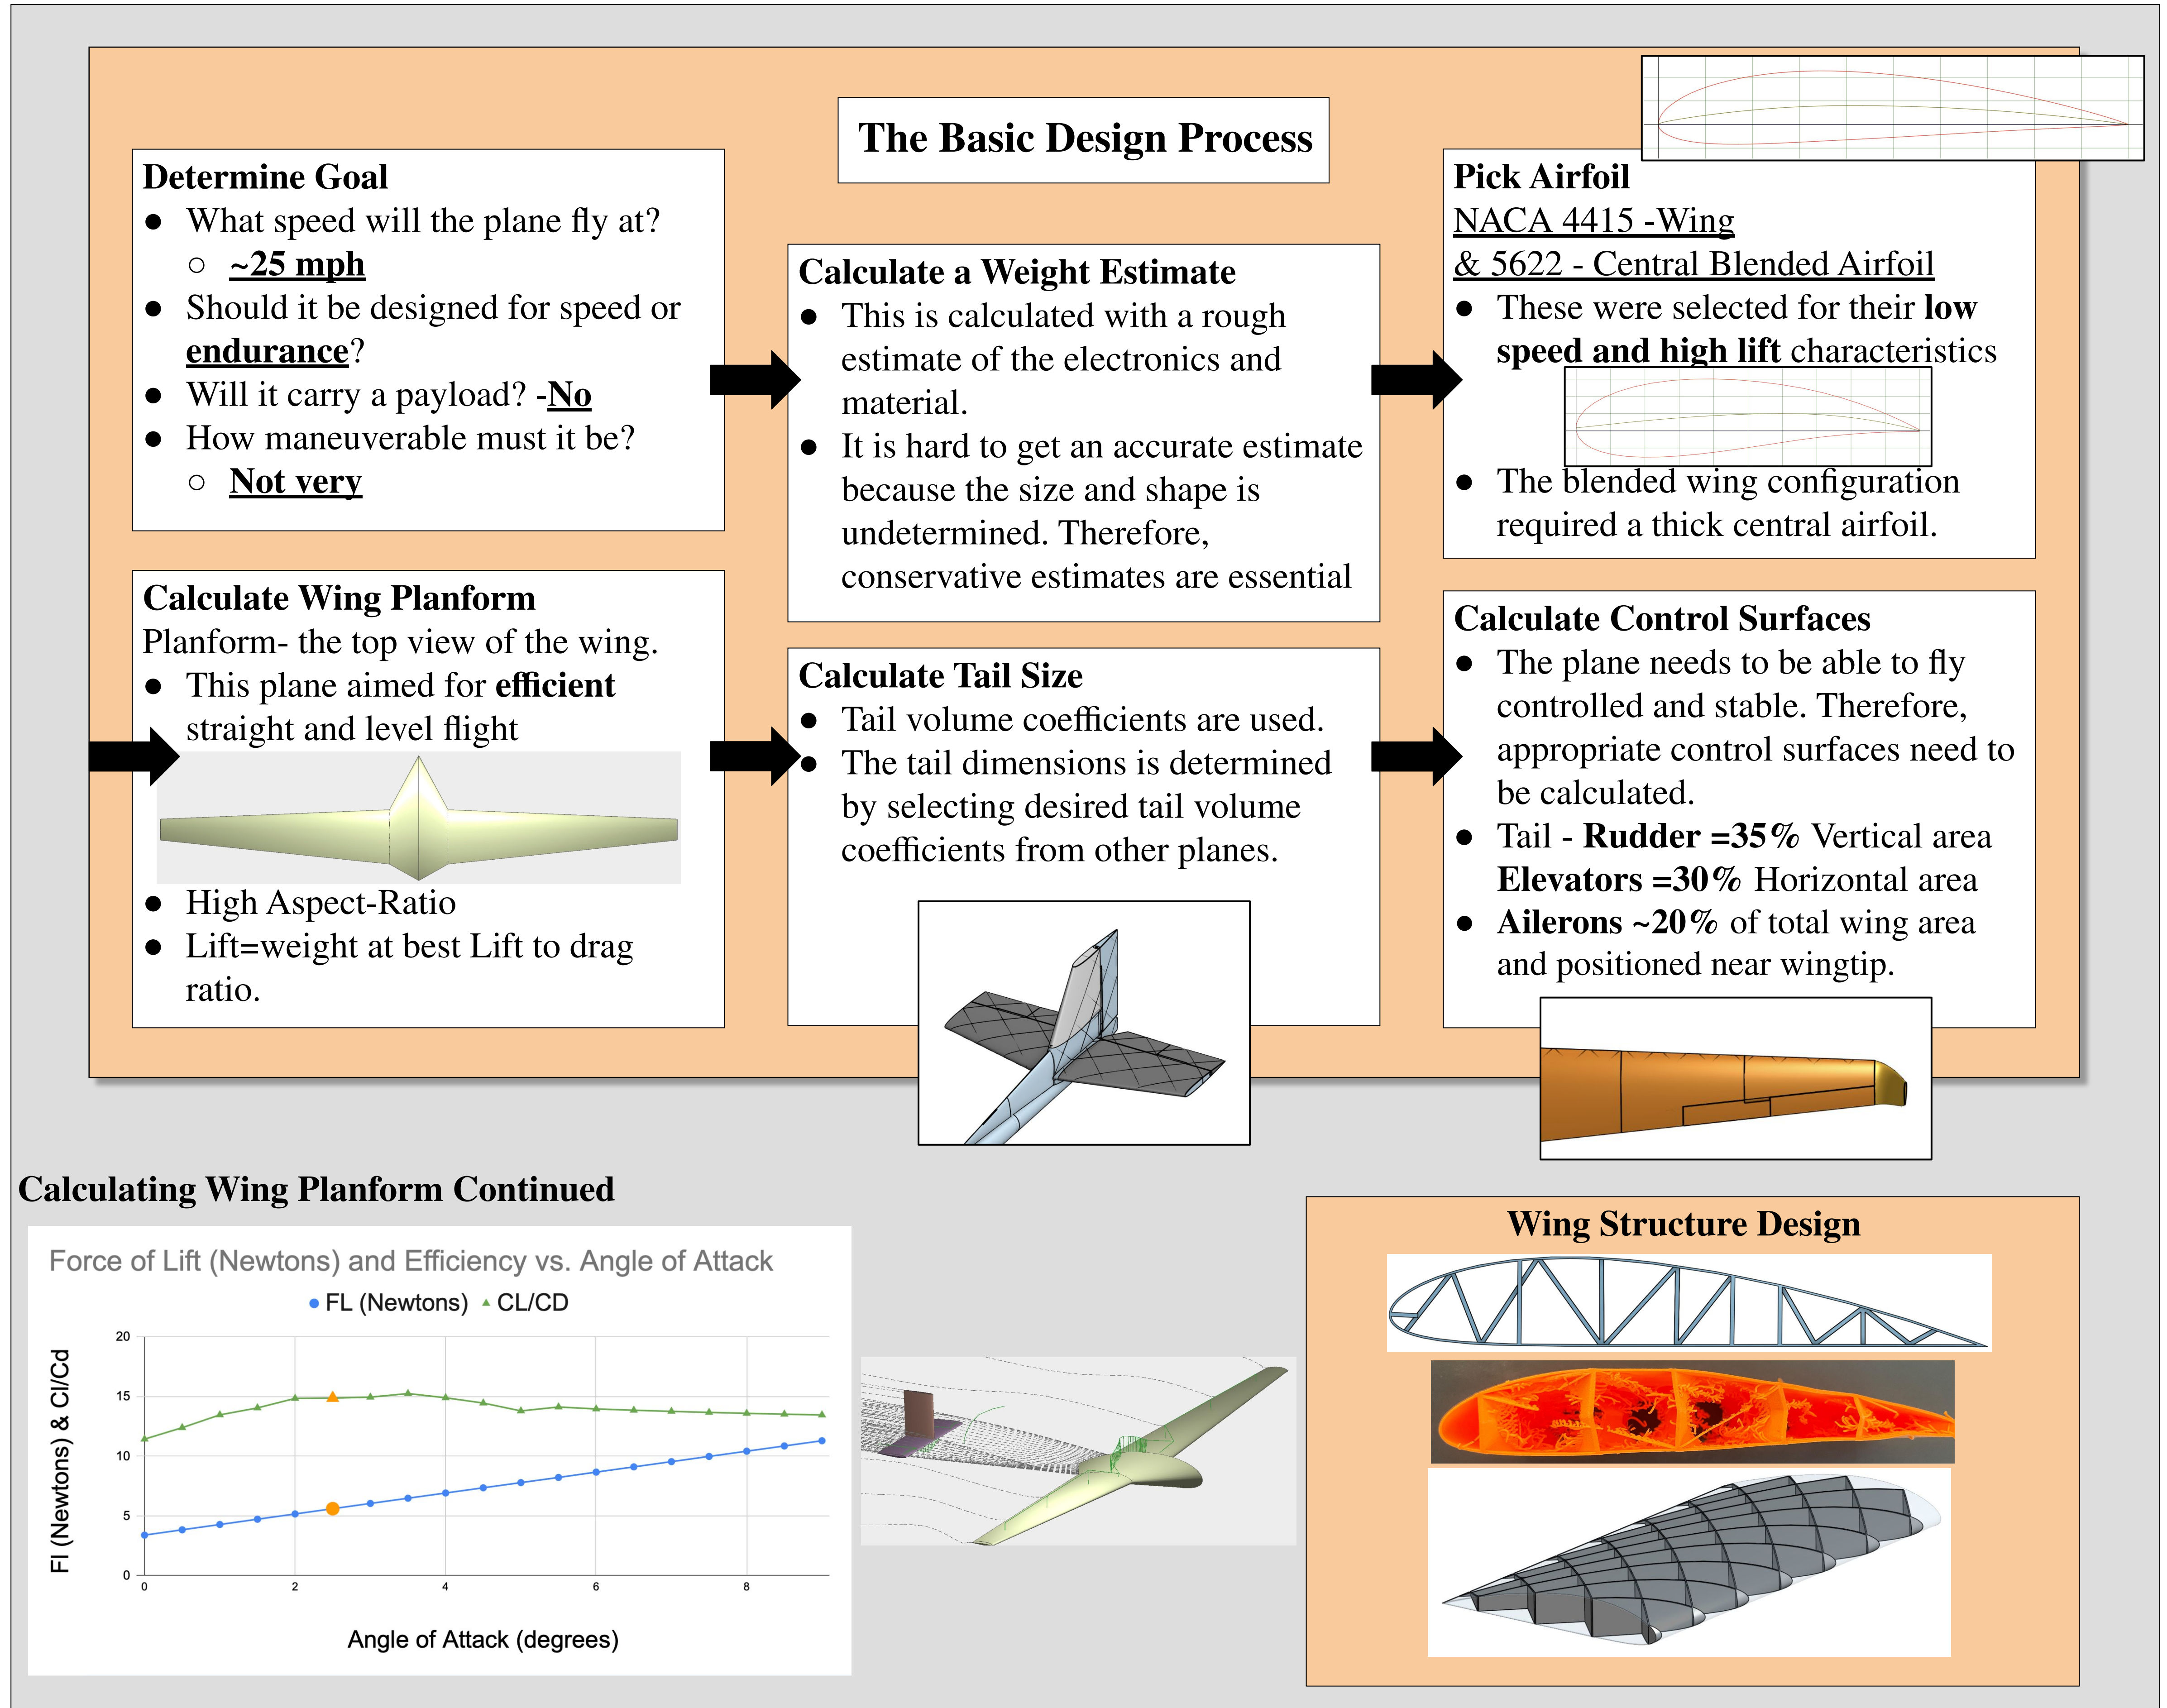 The Basic Design Process
Determine Goal
● What speed will the plane fly at?
○ ~25 mph
● Should it be designed for speed or
endurance?
● Will it carry a payload? -No
● How maneuverable must it be?
○ Not very
Calculate a Weight Estimate
● This is calculated with a rough
estimate of the electronics and
material.
● It is hard to get an accurate estimate
because the size and shape is
undetermined. Therefore,
conservative estimates are essential
Pick Airfoil
NACA 4415 -Wing
& 5622 - Central Blended Airfoil
● These were selected for their low
speed and high lift characteristics
● The blended wing configuration
required a thick central airfoil.
Calculate Wing Planform
Planform- the top view of the wing.
● This plane aimed for efficient
straight and level flight
● High Aspect-Ratio
● Lift=weight at best Lift to drag
ratio.
Calculate Tail Size
● Tail volume coefficients are used.
● The tail dimensions is determined
by selecting desired tail volume
coefficients from other planes.
Calculate Control Surfaces
● The plane needs to be able to fly
controlled and stable. Therefore,
appropriate control surfaces need to
be calculated.
● Tail - Rudder =35% Vertical area
Elevators =30% Horizontal area
● Ailerons ~20% of total wing area
and positioned near wingtip.
Calculating Wing Planform Continued
Force of Lift (Newtons) and Efficiency vs. Angle of Attack
FL (Newtons) CL/CD
Fl (Newtons) & Cl/Cd
20
15
10
5
0
0 2 4 6 8
Angle of Attack (degrees)
Wing Structure Design